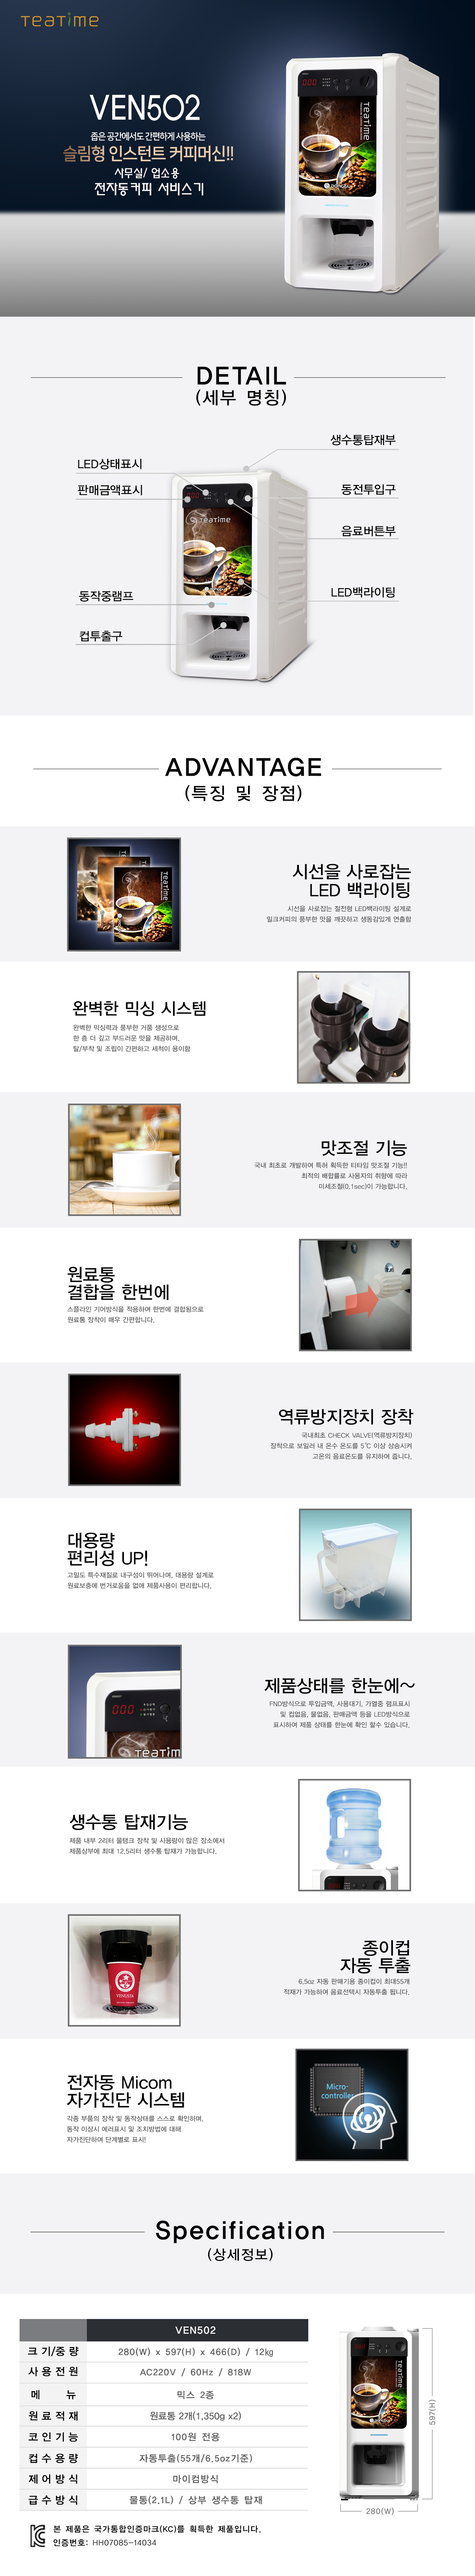 TEATIME
VEN502
좁은 공간에서도 간편하게 사용하는
슬림형 인스턴트 커피머신!!
사무실/ 업소용
전자동커피 서비스기
DETAIL
(세부 명칭)
생수통탑재부
LED상태표시
판매금액표시
동전투입구
음료버튼부
동작중램프
LED백라이팅
컵투출구
TEATIME
ADVANTAGE
(특징 및 장점)
시선을 사로잡는
LED 백라이팅
시선을 사로잡는 절전형 LED백라이팅 설계로
밀크커피의 풍부한 맛을 깨끗하고 생동감있게 연출함
완벽한 믹싱 시스템
완벽한 믹싱력과 풍부한 거품 생성으로
한 층 더 깊고 부드러운 맛을 제공하며,
탈/부착 및 조립이 간편하고 세척이 용이함
맛조절 기능
국내 최초로 개발하여 특허 획득한 티타임 맛조절 기능!!
최적의 배합률로 사용자의 취향에 따라
미세조절(0.1sec)이 가능합니다.
원료통
결합을 한번에
스플라인 기어방식을 적용하여 한번에 결합됨으로
원료통 장착이 매우 간편합니다.
역류방지장치 장착
국내최초 CHECK VALVE(역류방지장치)
장착으로 보일러 내 온수 온도를 5℃ 이상 상승시켜
고온의 음료온도를 유지하여 줍니다.
대용량
편리성 UP!
고밀도 특수재질로 내구성이 뛰어나며, 대용량 설계로
원료보충에 번거로움을 없애 제품사용이 편리합니다.
제품상태를 한눈에~
FND방식으로 투입금액, 사용대기, 가열중 램프표시
및 컵없음, 물없음, 판매금액 등을 LED방식으로
표시하여 제품 상태를 한눈에 확인 할수 있습니다.
TEATIM
생수통 탑재기능
제품 내부 2리터 물탱크 장착 및 사용량이 많은 장소에서
제품상부에 최대 12.5리터 생수통 탑재가 가능합니다.
종이컵
자동 투출
6.5oz 자동 판매기용 종이컵이 최대55개
적재가 가능하여 음료선택시 자동투출 됩니다.
전자동 Micom
자가진단 시스템
각종 부품의 장착 및 동작상태를 스스로 확인하며,
동작 이상시 에러표시 및 조치방법에 대해
자가진단하여 단계별로 표시!
Micro-
controller
Specification
(상세정보)
VEN502
크기/중량 280(W) x 597(H) x 466(D) / 12kg
사용전원 AC220V / 60Hz / 818W
메 뉴 믹스 2종
원료적재 원료통 2개(1,350g x2)
코인기능 100원 전용
컵수용량 자동투출(55개/6.5oz기준)
제어방식 마이컴방식
급수방식 물통(2.1L) / 상부 생수통 탑재
597(H)
280(W)
본 제품은 국가통합인증마크(KC)를 획득한 제품입니다.
인증번호: HH07085-14034